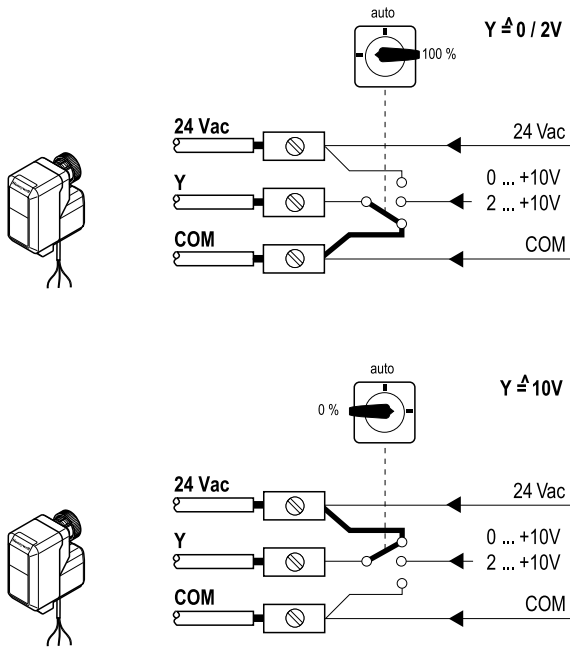 auto
Y ≙ 0 / 2V
100 %
24 Vac
24 Vac
0 ... +10V
Y
2 ... +10V
COM
COM
auto
Y ≙ 10V
0 %
24 Vac
24 Vac
0 ... +10V
Y
2 ... +10V
COM
COM